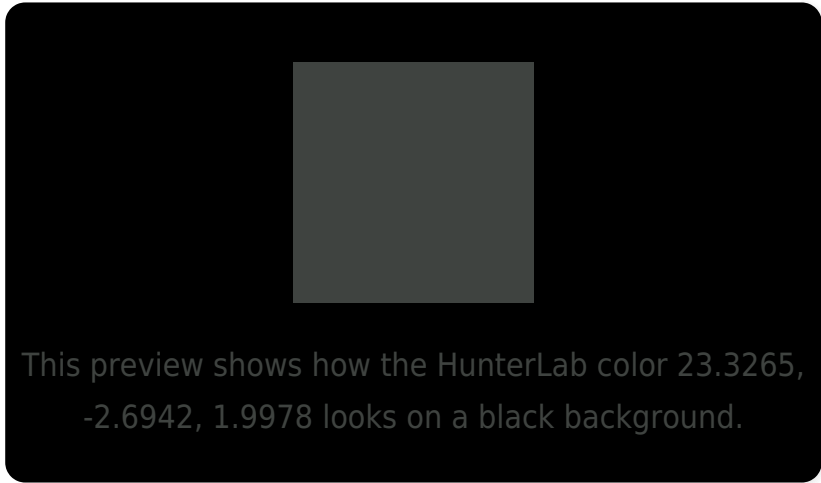 This preview shows how the HunterLab color 23.3265,
-2.6942, 1.9978 looks on a black background.